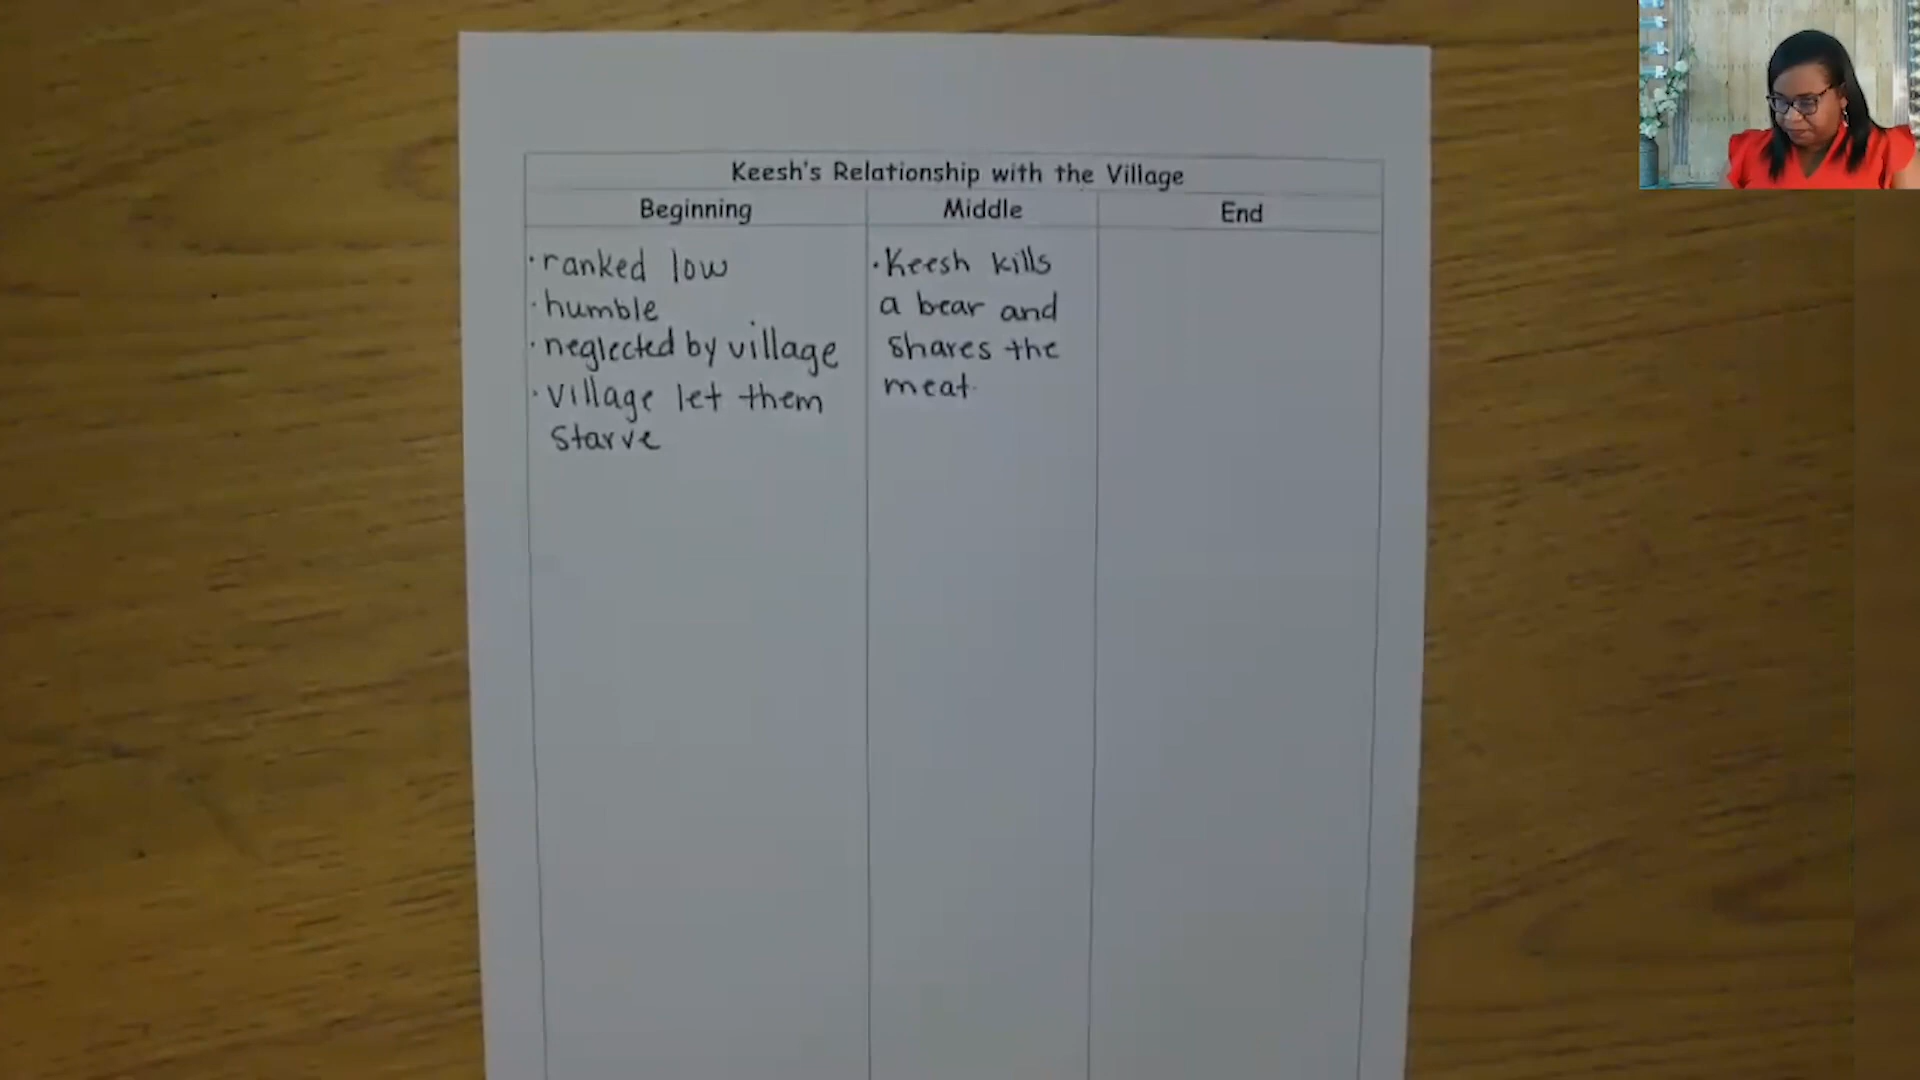 Keesh's Relationship with the Village
Beginning
Middle
End
·ranked low
·humble
·neglected by village
·village let them
starve
·Keesh kills
a bear and
shares the
meat.